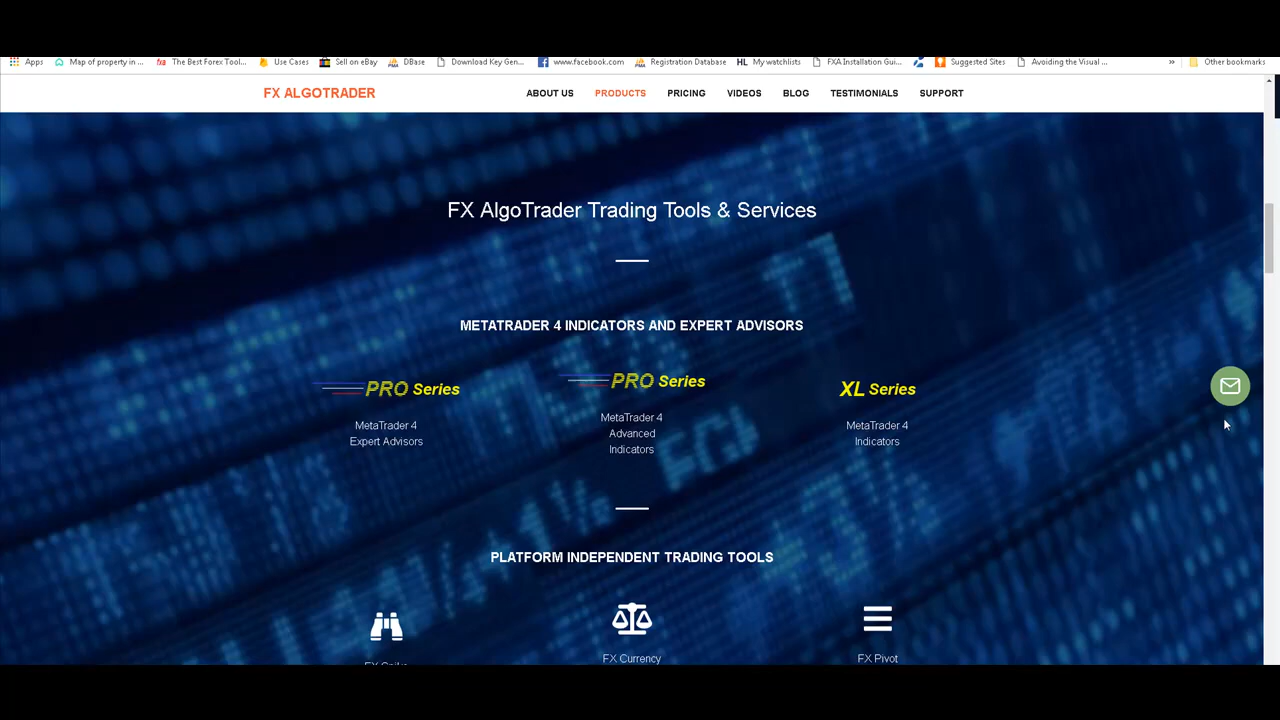 Apps Map of property in ... The Best Forex Tool... Use Cases Sell on eBay DBase Download Key Gen... www.facebook.com Registration Database HL My watchlists FXA Installation Gui... Suggested Sites Avoiding the Visual ... » Other bookmarks
FX ALGOTRADER ABOUT US PRODUCTS PRICING VIDEOS BLOG TESTIMONIALS SUPPORT
FX AlgoTrader Trading Tools & Services
METATRADER 4 INDICATORS AND EXPERT ADVISORS
PRO Series
MetaTrader 4
Expert Advisors
PRO Series
MetaTrader 4
Advanced
Indicators
XL Series
MetaTrader 4
Indicators
PLATFORM INDEPENDENT TRADING TOOLS
FX Currency
FX Pivot